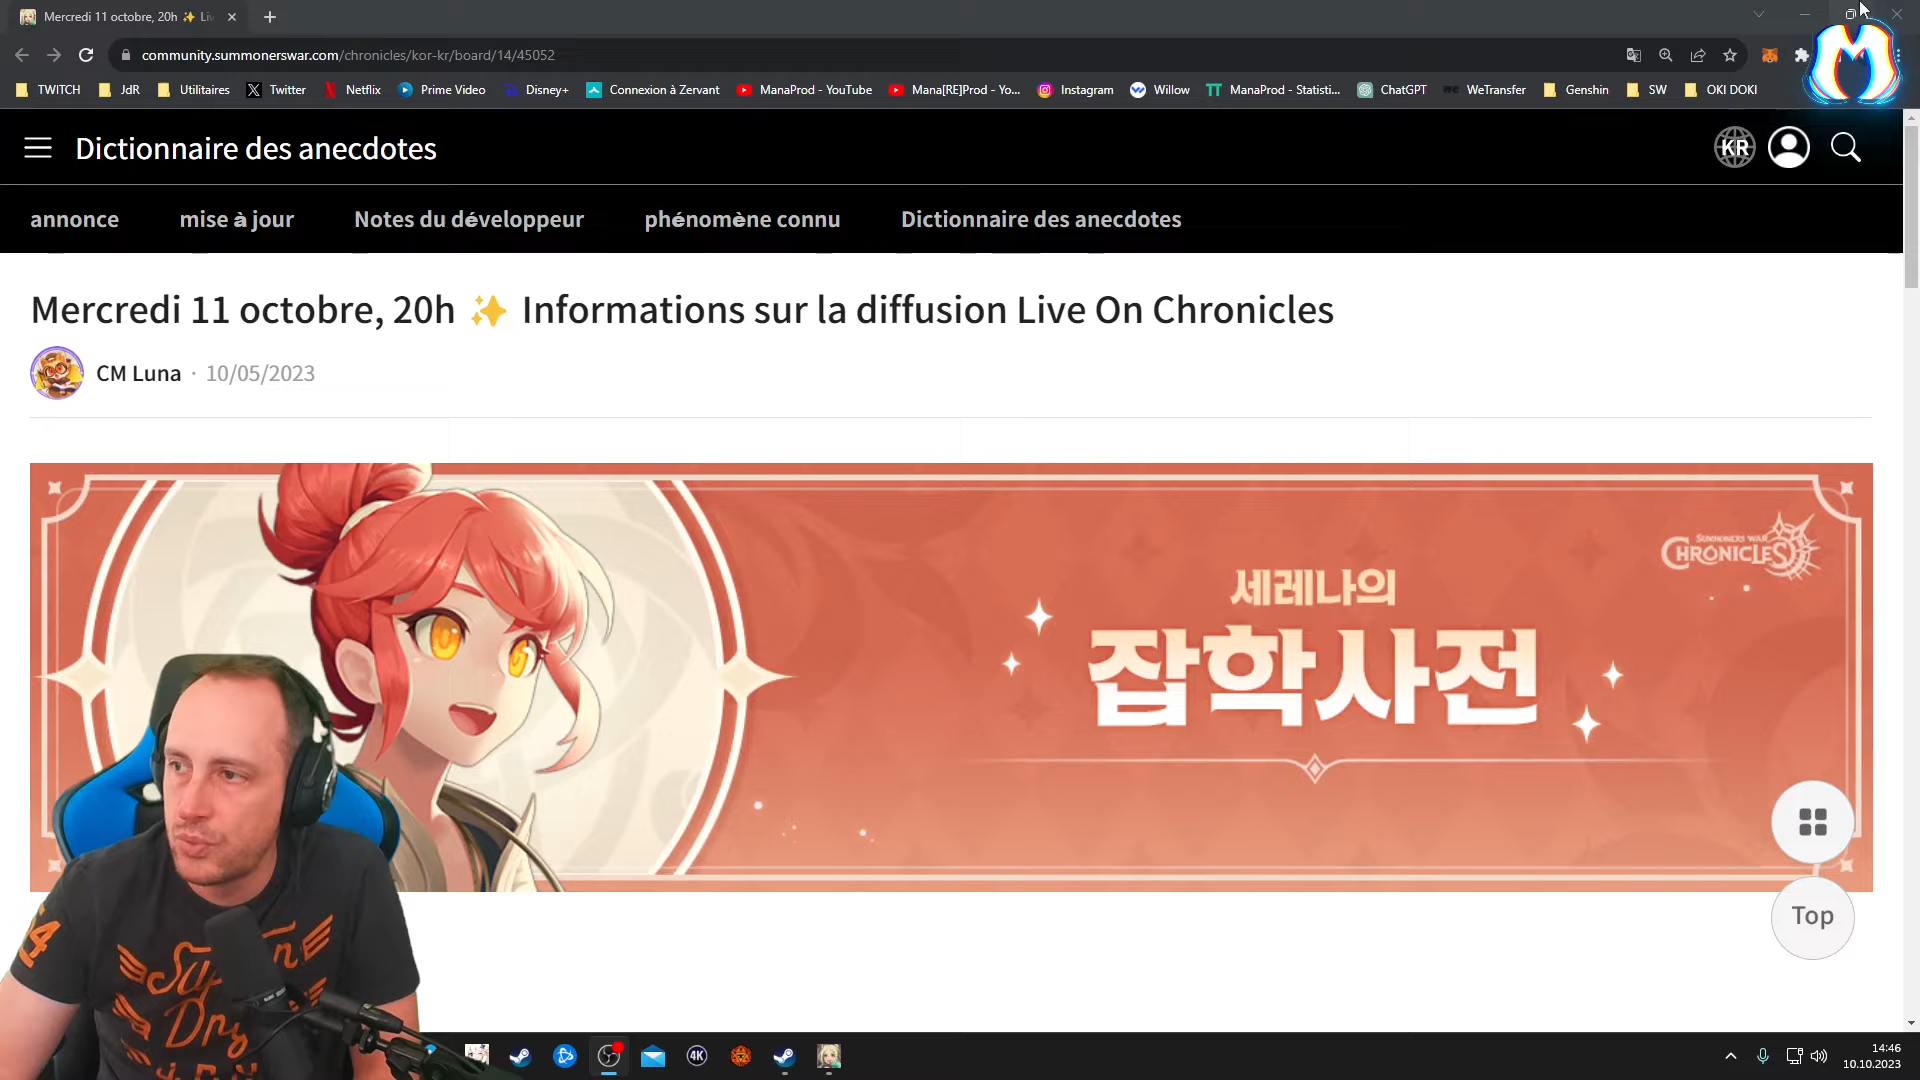 Mercredi 11 octobre, 20h ✨ Li
community.summonerswar.com/chronicles/kor-kr/board/14/45052
TWITCH JdR Utilitaires Twitter Netflix Prime Video Disney+ Connexion à Zervant ManaProd - YouTube Mana[RE]Prod - Yo... Instagram Willow ManaProd - Statisti... ChatGPT WeTransfer Genshin SW OKI DOKI
Dictionnaire des anecdotes
KR
annonce mise à jour Notes du développeur phénomène connu Dictionnaire des anecdotes
Mercredi 11 octobre, 20h ✨ Informations sur la diffusion Live On Chronicles
CM Luna · 10/05/2023
SUMMONERS WAR
CHRONICLES
세레나의
잡학사전
Top
Dry
4K
14:46
10.10.2023